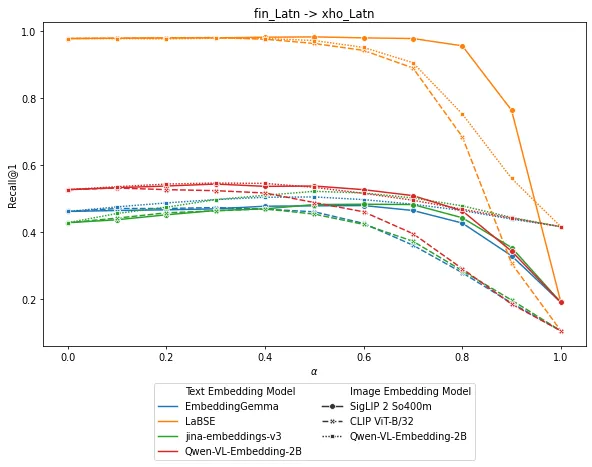 fin_Latn -> xho_Latn
Recall@1
1.0
0.8
0.6
0.4
0.2
0.0 0.2 0.4 0.6 0.8 1.0
α
Text Embedding Model Image Embedding Model
EmbeddingGemma SigLIP 2 So400m
LaBSE CLIP ViT-B/32
jina-embeddings-v3 Qwen-VL-Embedding-2B
Qwen-VL-Embedding-2B